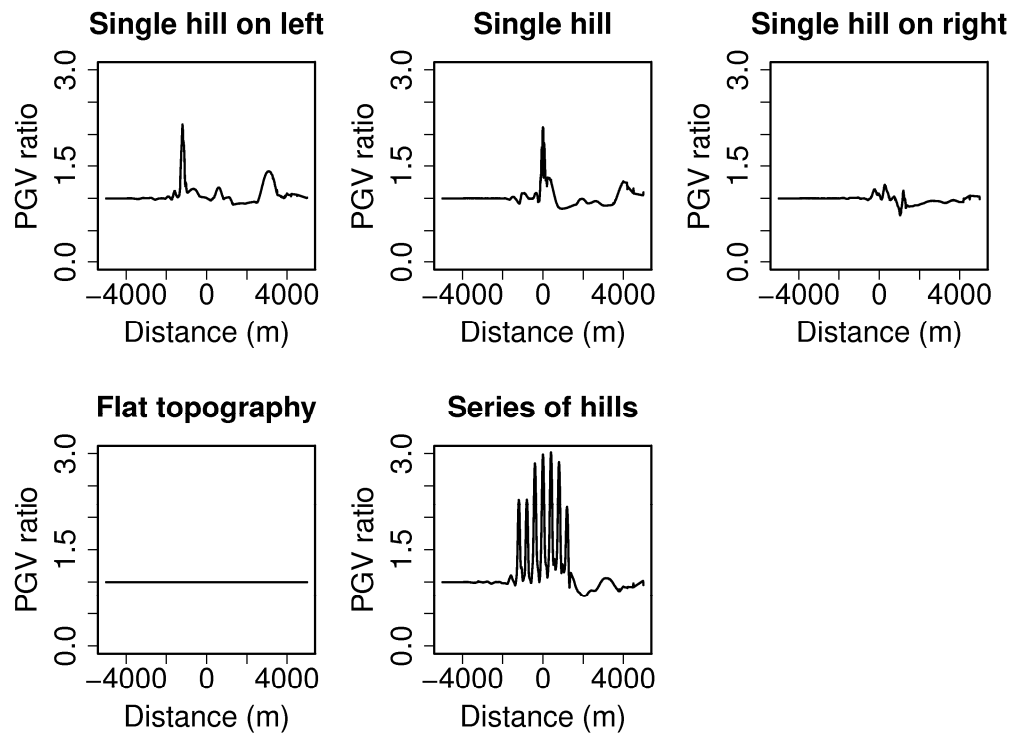 Single hill on left
Single hill
Single hill on right
3.0
1.5
0.0
PGV ratio
−4000 0 4000
Distance (m)
3.0
1.5
0.0
PGV ratio
−4000 0 4000
Distance (m)
3.0
1.5
0.0
PGV ratio
−4000 0 4000
Distance (m)
Flat topography
Series of hills
3.0
1.5
0.0
PGV ratio
−4000 0 4000
Distance (m)
3.0
1.5
0.0
PGV ratio
−4000 0 4000
Distance (m)